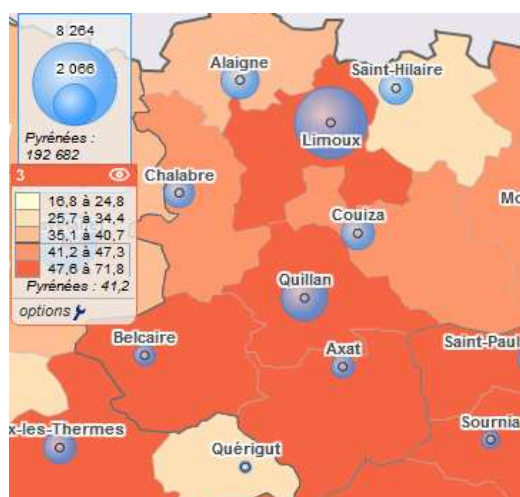 8 264
2 066
Pyrénées :
192 682
3
16,8 à 24,8
25,7 à 34,4
35,1 à 40,7
41,2 à 47,3
47,6 à 71,8
Pyrénées : 41,2
options
Alaigne
Saint-Hilaire
Limoux
Chalabre
Mo
Couiza
Quillan
Belcaire
Axat
Saint-Paul
x-les-Thermes
Sournia
Quérigut